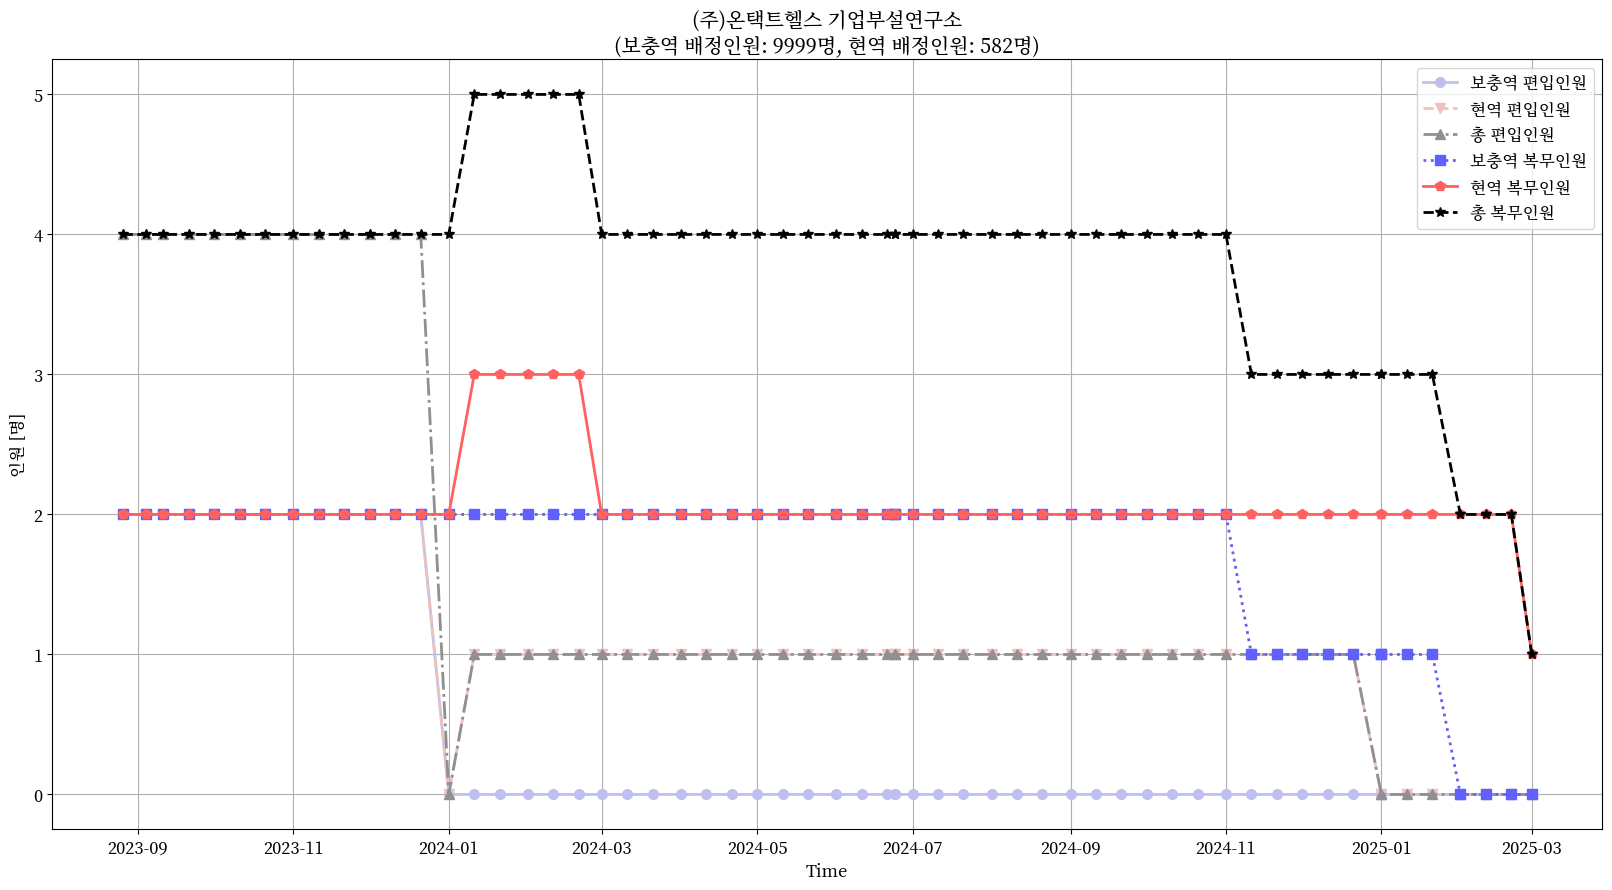 (주)온택트헬스 기업부설연구소
(보충역 배정인원: 9999명, 현역 배정인원: 582명)
보충역 편입인원
현역 편입인원
총 편입인원
보충역 복무인원
현역 복무인원
총 복무인원
인원 [명]
5
4
3
2
1
0
2023-09 2023-11 2024-01 2024-03 2024-05 2024-07 2024-09 2024-11 2025-01 2025-03
Time